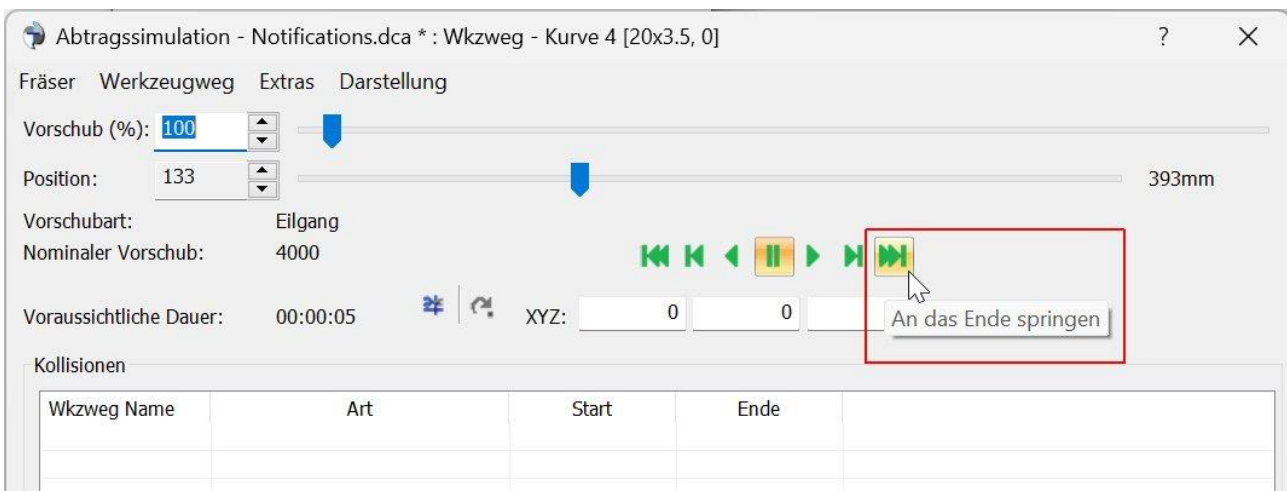 Abtragssimulation - Notifications.dca * : Wkzweg - Kurve 4 [20x3.5, 0] ?
Fräser Werkzeugweg Extras Darstellung
Vorschub (%): 100
Position: 133 393mm
Vorschubart: Eilgang
Nominaler Vorschub: 4000
Voraussichtliche Dauer: 00:00:05 XYZ: 0 0
An das Ende springen
Kollisionen
Wkzweg Name Art Start Ende